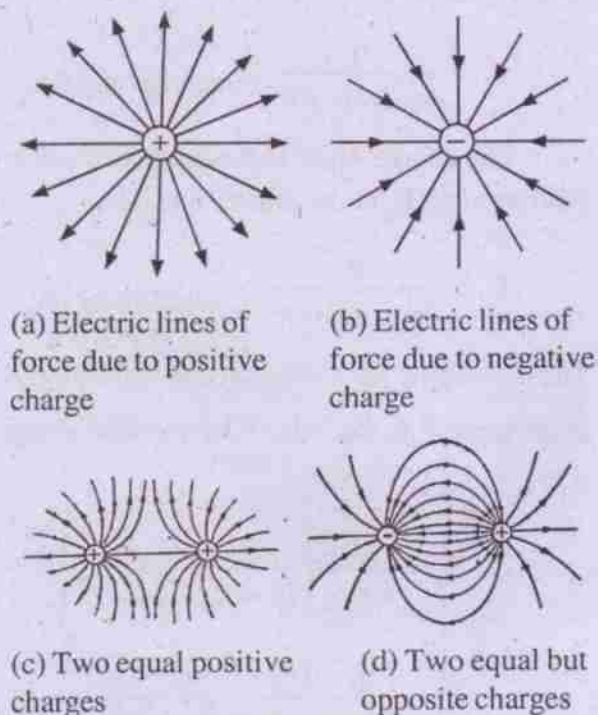 +
−
(a) Electric lines of
force due to positive
charge
(b) Electric lines of
force due to negative
charge
+ +
− +
(c) Two equal positive
charges
(d) Two equal but
opposite charges